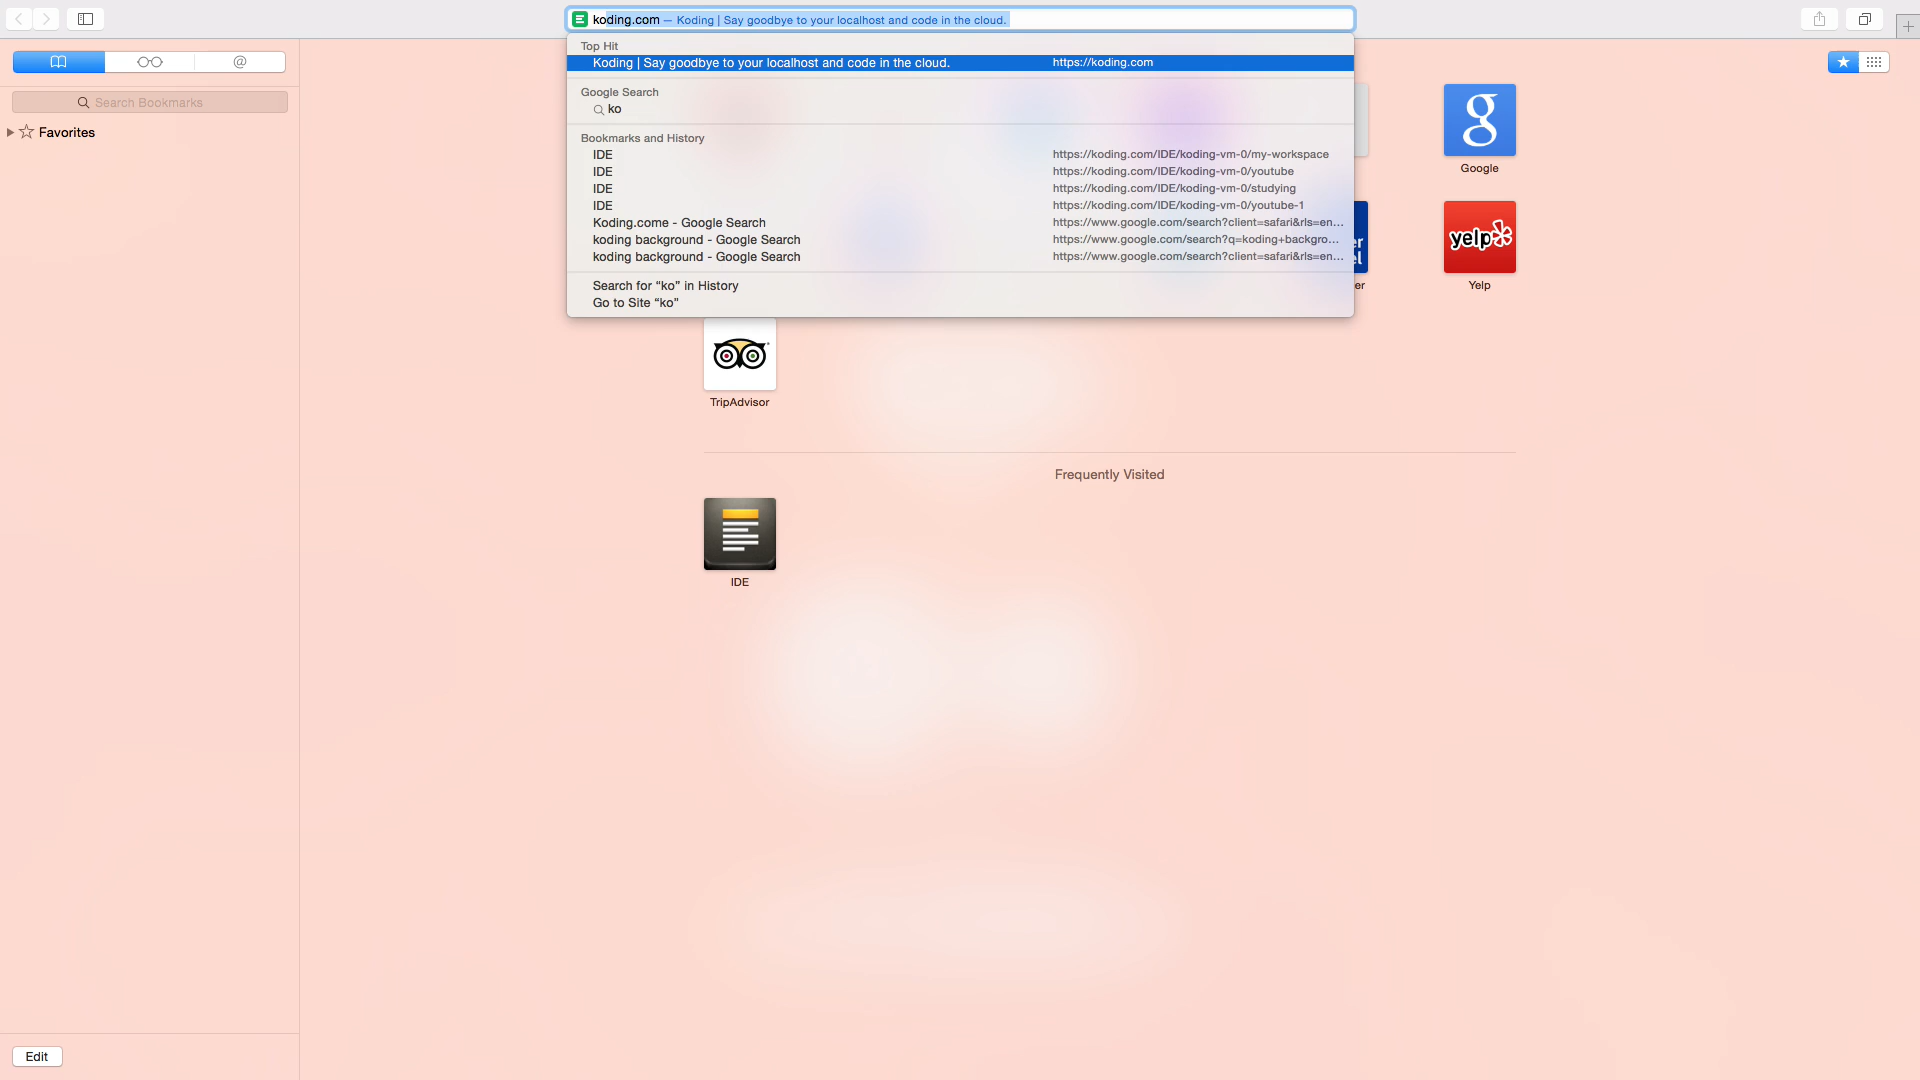 koding.com — Koding | Say goodbye to your localhost and code in the cloud.
Top Hit
Koding | Say goodbye to your localhost and code in the cloud. https://koding.com
Google Search
ko
Bookmarks and History
IDE https://koding.com/IDE/koding-vm-0/my-workspace
IDE https://koding.com/IDE/koding-vm-0/youtube
IDE https://koding.com/IDE/koding-vm-0/studying
IDE https://koding.com/IDE/koding-vm-0/youtube-1
Koding.come - Google Search https://www.google.com/search?client=safari&rls=en...
koding background - Google Search https://www.google.com/search?q=koding+backgro...
koding background - Google Search https://www.google.com/search?client=safari&rls=en...
Search for “ko” in History
Go to Site “ko”
@
Search Bookmarks
Favorites
g
Google
er
el
er
yelp
Yelp
TripAdvisor
Frequently Visited
IDE
Edit